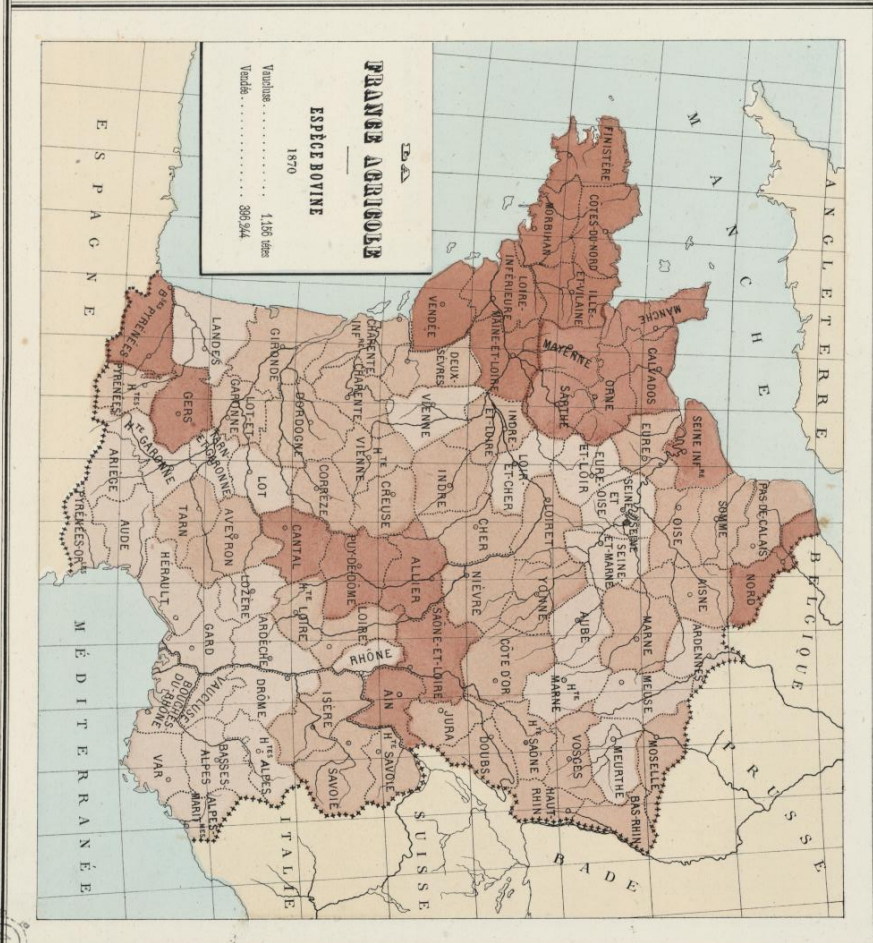 LA
FRANCE AGRICOLE
ESPÈCE BOVINE
1870
Vaucluse............ 1,156 têtes
Vendée............ 396,244
ANGLETERRE
MANCHE
BELGIQUE
PRUSSE
BADE
SUISSE
ITALIE
MÉDITERRANÉE
ESPAGNE
FINISTÈRE
CÔTES-DU-NORD
MORBIHAN
ILLE-
ET-VILAINE
LOIRE-
INFÉRIEURE
MANCHE
CALVADOS
ORNE
MAYENNE
SARTHE
MAINE-ET-LOIRE
VENDÉE
DEUX-
SÈVRES
VIENNE
SEINE INFRE
EURE
EURE-
ET-LOIR
PAS-DE-CALAIS
NORD
SOMME
OISE
AISNE
ARDENNES
SEINE
SEINE
ET
OISE
SEINE-
ET-MARNE
MARNE
MEUSE
MOSELLE
MEURTHE
BAS-RHIN
HAUT-
RHIN
VOSGES
HTE
MARNE
AUBE
YONNE
LOIRET
LOIR-
ET-CHER
INDRE-
ET-LOIRE
INDRE
CHER
NIÈVRE
CÔTE D'OR
HTE SAÔNE
DOUBS
JURA
SAÔNE-ET-LOIRE
ALLIER
CREUSE
HTE
VIENNE
CHARENTE
CHARENTE
INFRE
GIRONDE
DORDOGNE
CORRÈZE
PUY-DE-DÔME
LOIRE
RHÔNE
AIN
HTE SAVOIE
SAVOIE
ISÈRE
HTE
LOIRE
CANTAL
LOT
LOT-ET-
GARONNE
LANDES
GERS
TARN-
ET-GARONNE
AVEYRON
LOZÈRE
ARDÈCHE
DRÔME
HTES
ALPES
BASSES
ALPES
ALPES-
MARITMES
VAR
BOUCHES
DU-RHÔNE
VAUCLUSE
GARD
HÉRAULT
TARN
HTE GARONNE
BSES PYRÉNÉES
HTES
PYRÉNÉES
ARIÈGE
AUDE
PYRÉNÉES-ORLES